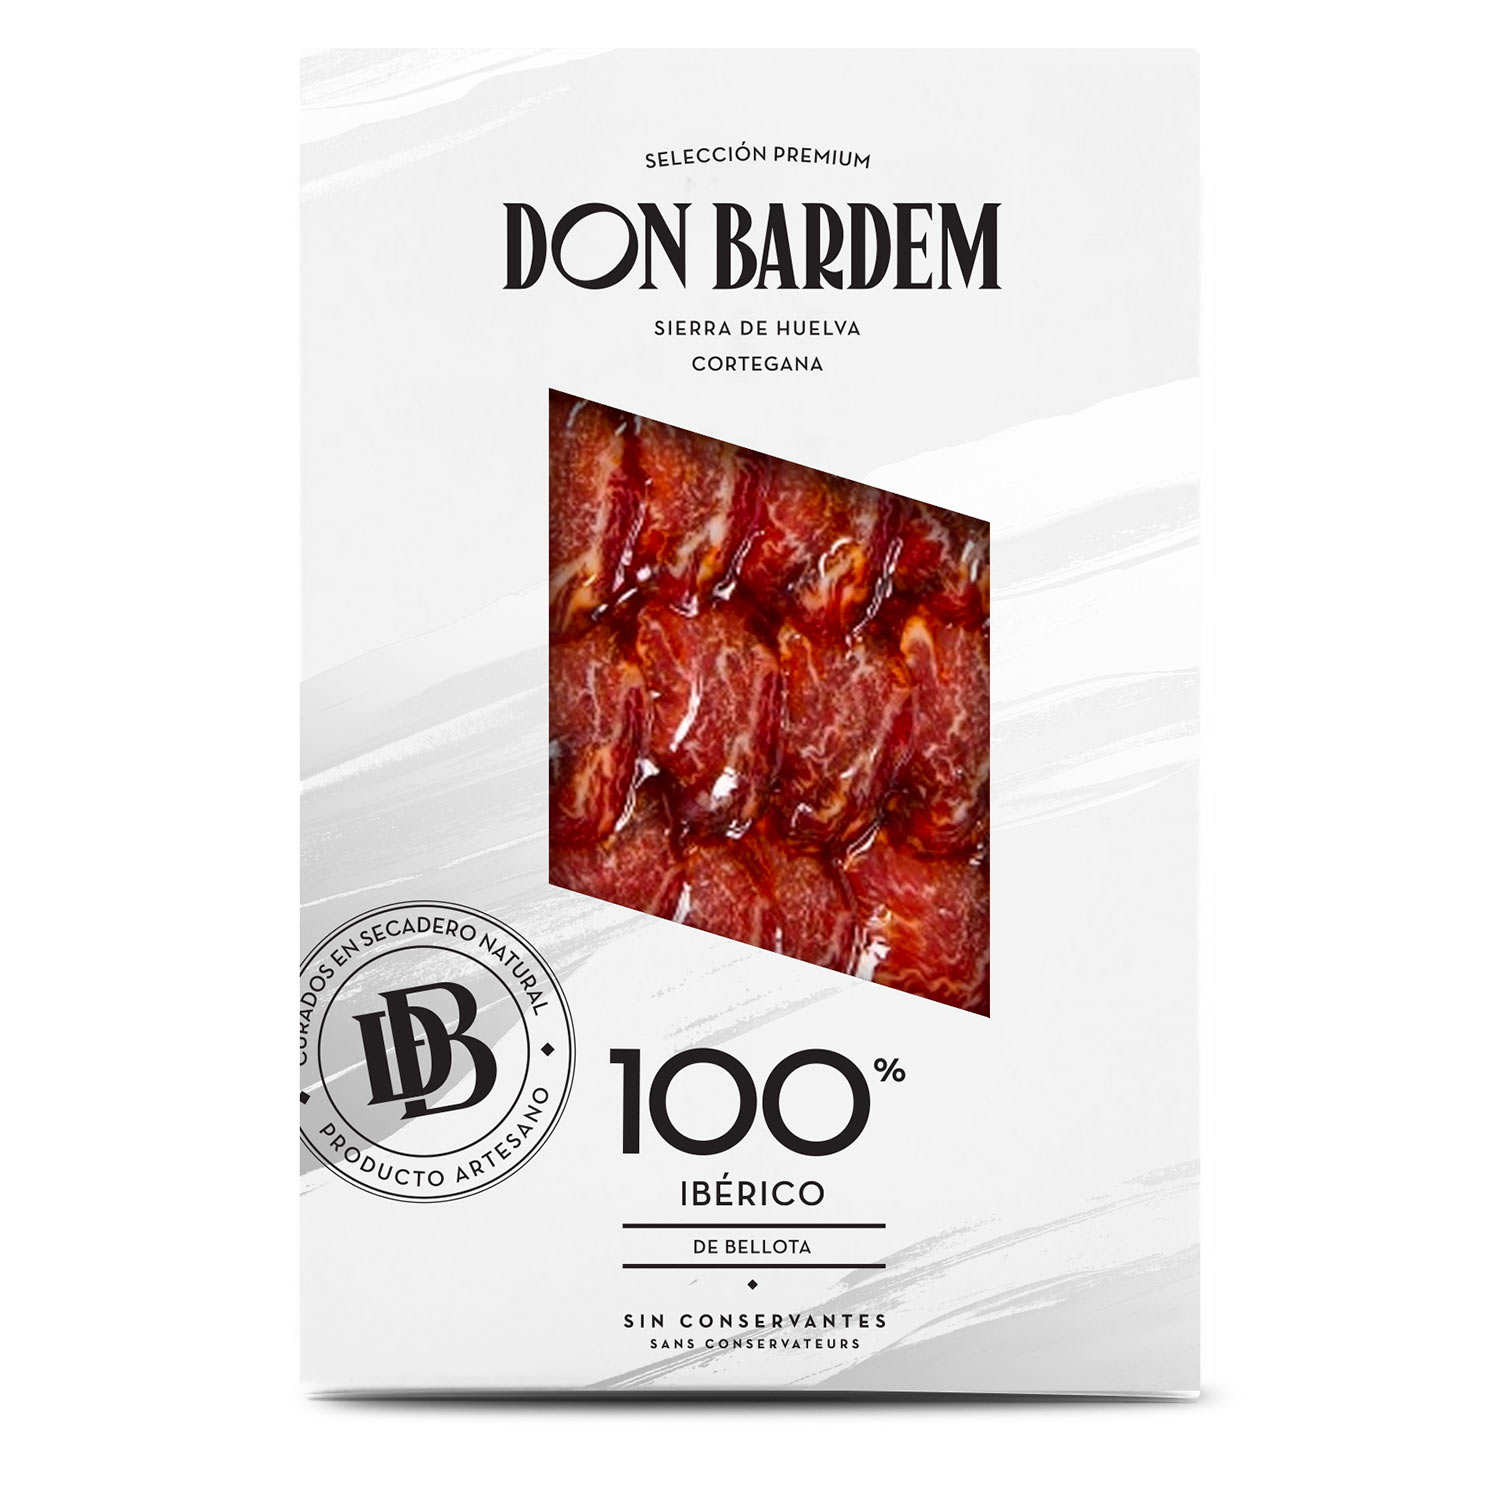 SELECCIÓN PREMIUM
DON BARDEM
SIERRA DE HUELVA
CORTEGANA
CURADOS EN SECADERO NATURAL
DB
PRODUCTO ARTESANO
100%
IBÉRICO
DE BELLOTA
SIN CONSERVANTES
SANS CONSERVATEURS